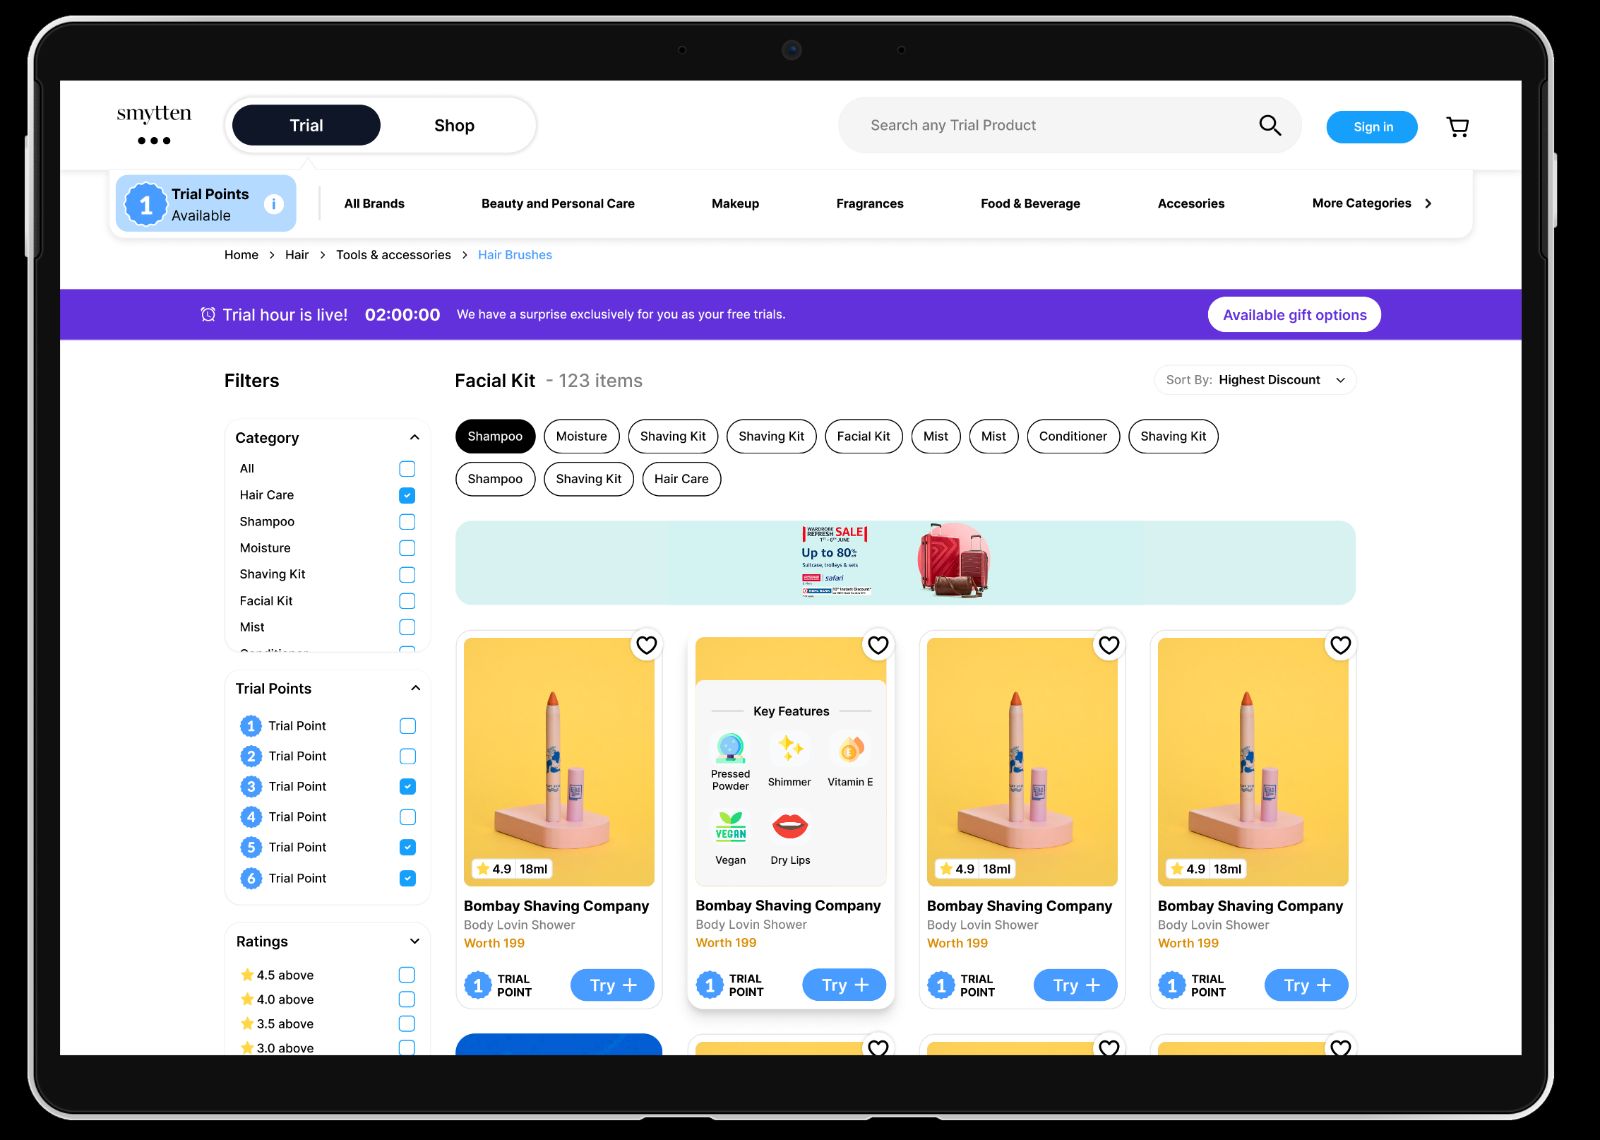 smytten
Trial
Shop
Search any Trial Product
Sign in
1
Trial Points
Available
i
All Brands
Beauty and Personal Care
Makeup
Fragrances
Food & Beverage
Accesories
More Categories
Home > Hair > Tools & accessories > Hair Brushes
Trial hour is live! 02:00:00 We have a surprise exclusively for you as your free trials.
Available gift options
Filters
Category
All
Hair Care
Shampoo
Moisture
Shaving Kit
Facial Kit
Mist
Conditioner
Trial Points
1 Trial Point
2 Trial Point
3 Trial Point
4 Trial Point
5 Trial Point
6 Trial Point
Ratings
4.5 above
4.0 above
3.5 above
3.0 above
Facial Kit - 123 items
Sort By: Highest Discount
Shampoo Moisture Shaving Kit Shaving Kit Facial Kit Mist Mist Conditioner Shaving Kit
Shampoo Shaving Kit Hair Care
WARDROBE
REFRESH SALE
1ST - 6TH JUNE
Up to 80%
Suitcase, trolleys & sets
safari
4.9 18ml
Bombay Shaving Company
Body Lovin Shower
Worth 199
1 TRIAL
POINT
Try +
Key Features
Pressed
Powder
Shimmer
Vitamin E
VEGAN
Vegan
Dry Lips
Bombay Shaving Company
Body Lovin Shower
Worth 199
1 TRIAL
POINT
Try +
4.9 18ml
Bombay Shaving Company
Body Lovin Shower
Worth 199
1 TRIAL
POINT
Try +
4.9 18ml
Bombay Shaving Company
Body Lovin Shower
Worth 199
1 TRIAL
POINT
Try +